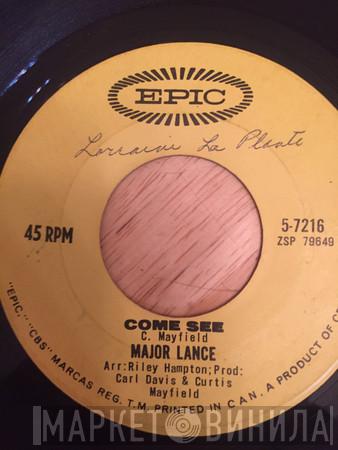 EPIC
Lorraine La Plante
45 RPM
5-7216
ZSP 79649
COME SEE
C. Mayfield
MAJOR LANCE
Arr:Riley Hampton;Prod:
Carl Davis & Curtis
Mayfield
"EPIC," "CBS" MARCAS REG. T.M. PRINTED IN CAN. A PRODUCT OF
МАРКЕТ ВИНИЛА